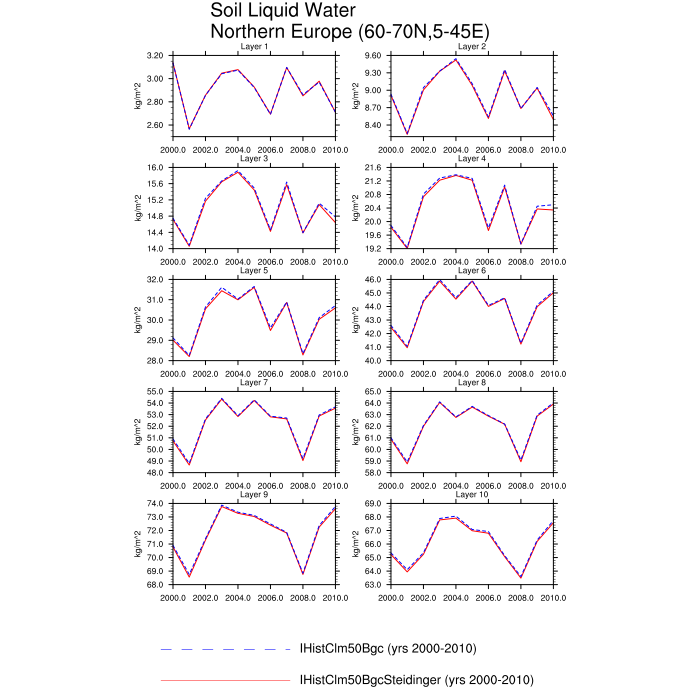 Soil Liquid Water
Northern Europe (60-70N,5-45E)
Layer 1
Layer 2
kg/m^2
3.20
3.00
2.80
2.60
2000.0 2002.0 2004.0 2006.0 2008.0 2010.0
kg/m^2
9.60
9.30
9.00
8.70
8.40
2000.0 2002.0 2004.0 2006.0 2008.0 2010.0
Layer 3
Layer 4
kg/m^2
16.0
15.6
15.2
14.8
14.4
14.0
2000.0 2002.0 2004.0 2006.0 2008.0 2010.0
kg/m^2
21.6
21.2
20.8
20.4
20.0
19.6
19.2
2000.0 2002.0 2004.0 2006.0 2008.0 2010.0
Layer 5
Layer 6
kg/m^2
32.0
31.0
30.0
29.0
28.0
2000.0 2002.0 2004.0 2006.0 2008.0 2010.0
kg/m^2
46.0
45.0
44.0
43.0
42.0
41.0
40.0
2000.0 2002.0 2004.0 2006.0 2008.0 2010.0
Layer 7
Layer 8
kg/m^2
55.0
54.0
53.0
52.0
51.0
50.0
49.0
48.0
2000.0 2002.0 2004.0 2006.0 2008.0 2010.0
kg/m^2
65.0
64.0
63.0
62.0
61.0
60.0
59.0
58.0
2000.0 2002.0 2004.0 2006.0 2008.0 2010.0
Layer 9
Layer 10
kg/m^2
74.0
73.0
72.0
71.0
70.0
69.0
68.0
2000.0 2002.0 2004.0 2006.0 2008.0 2010.0
kg/m^2
69.0
68.0
67.0
66.0
65.0
64.0
63.0
2000.0 2002.0 2004.0 2006.0 2008.0 2010.0
IHistClm50Bgc (yrs 2000-2010)
IHistClm50BgcSteidinger (yrs 2000-2010)